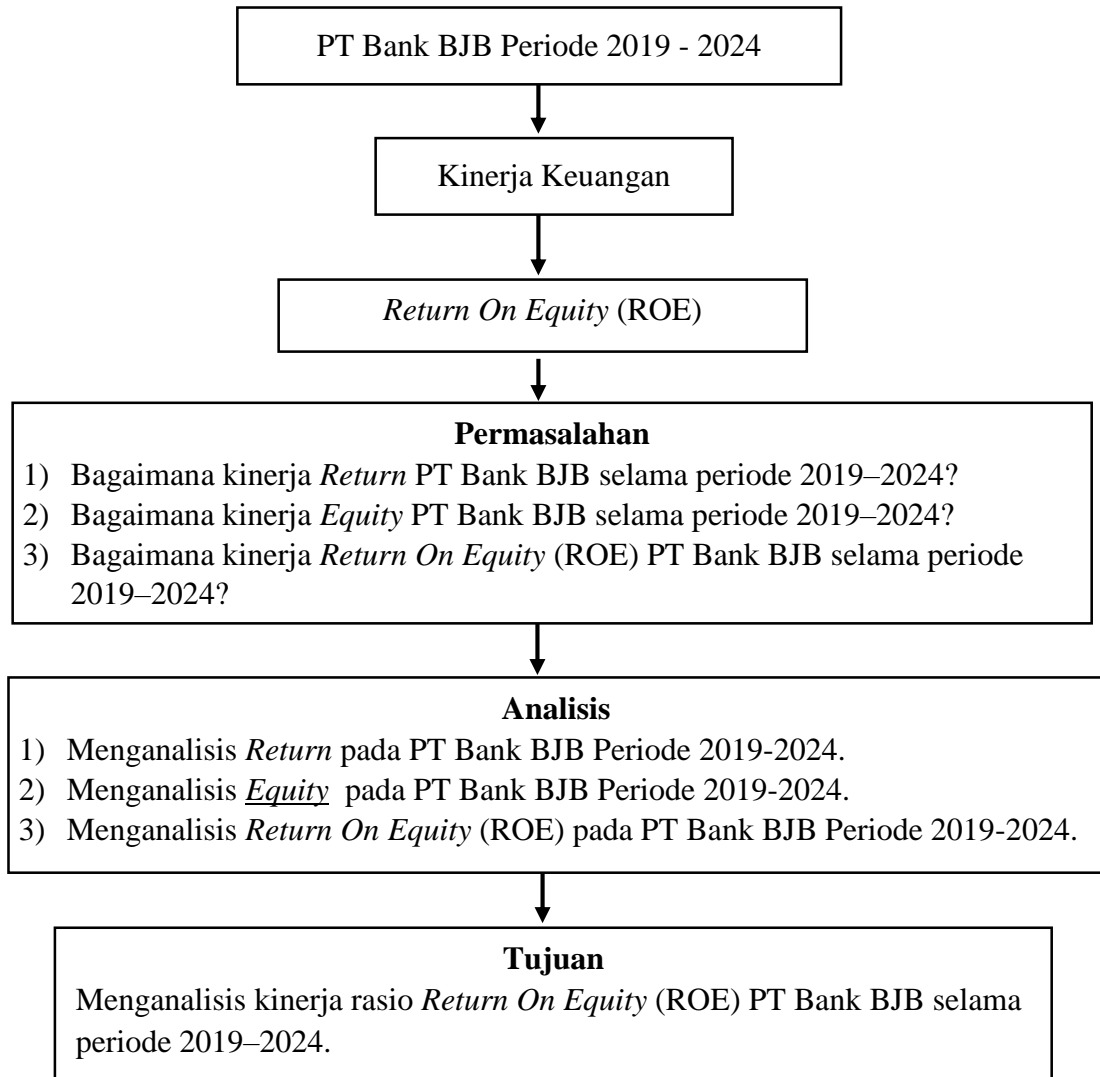 PT Bank BJB Periode 2019 - 2024
Kinerja Keuangan
Return On Equity (ROE)
Permasalahan
1) Bagaimana kinerja Return PT Bank BJB selama periode 2019–2024?
2) Bagaimana kinerja Equity PT Bank BJB selama periode 2019–2024?
3) Bagaimana kinerja Return On Equity (ROE) PT Bank BJB selama periode
2019–2024?
Analisis
1) Menganalisis Return pada PT Bank BJB Periode 2019-2024.
2) Menganalisis Equity pada PT Bank BJB Periode 2019-2024.
3) Menganalisis Return On Equity (ROE) pada PT Bank BJB Periode 2019-2024.
Tujuan
Menganalisis kinerja rasio Return On Equity (ROE) PT Bank BJB selama
periode 2019–2024.